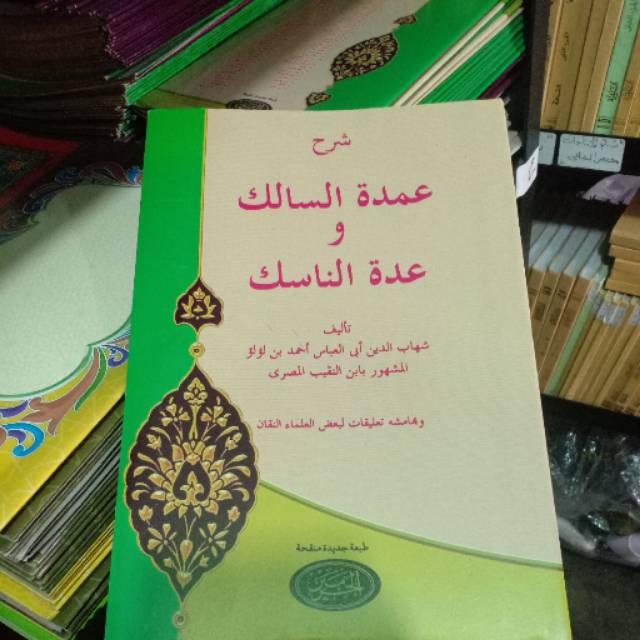 شرح
عمدة السالك
و
عدة الناسك
تأليف
شهاب الدين أبي العباس أحمد بن لؤلؤ
المشهور بابن النقيب المصرى
وبهامشه تعليقات لبعض العلماء الثقات
طبعة جديدة منقحة